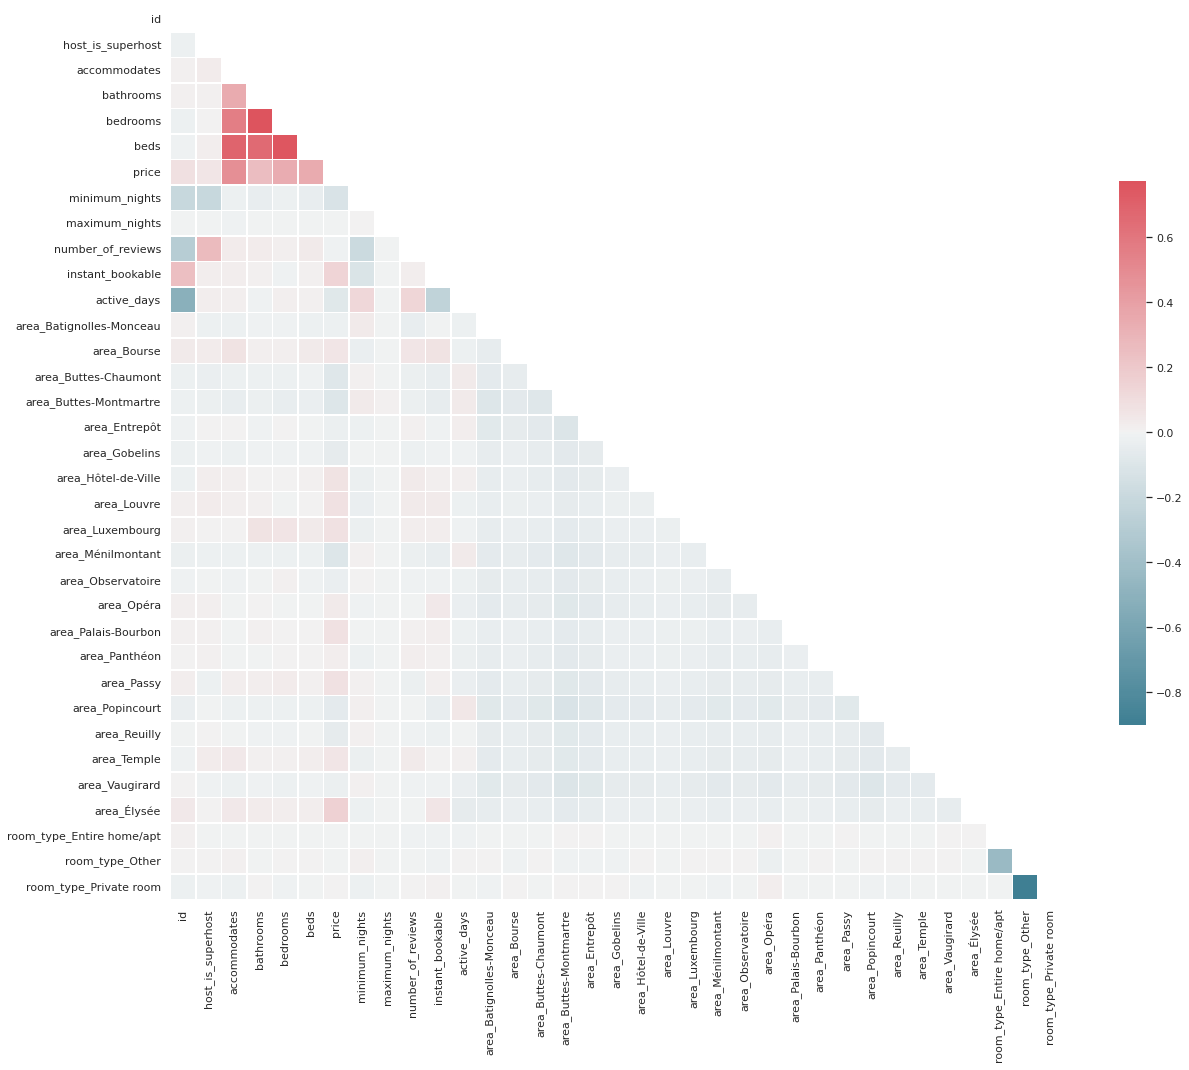 id
host_is_superhost
accommodates
bathrooms
bedrooms
beds
price
minimum_nights
maximum_nights
number_of_reviews
instant_bookable
active_days
area_Batignolles-Monceau
area_Bourse
area_Buttes-Chaumont
area_Buttes-Montmartre
area_Entrepôt
area_Gobelins
area_Hôtel-de-Ville
area_Louvre
area_Luxembourg
area_Ménilmontant
area_Observatoire
area_Opéra
area_Palais-Bourbon
area_Panthéon
area_Passy
area_Popincourt
area_Reuilly
area_Temple
area_Vaugirard
area_Élysée
room_type_Entire home/apt
room_type_Other
room_type_Private room
id
host_is_superhost
accommodates
bathrooms
bedrooms
beds
price
minimum_nights
maximum_nights
number_of_reviews
instant_bookable
active_days
area_Batignolles-Monceau
area_Bourse
area_Buttes-Chaumont
area_Buttes-Montmartre
area_Entrepôt
area_Gobelins
area_Hôtel-de-Ville
area_Louvre
area_Luxembourg
area_Ménilmontant
area_Observatoire
area_Opéra
area_Palais-Bourbon
area_Panthéon
area_Passy
area_Popincourt
area_Reuilly
area_Temple
area_Vaugirard
area_Élysée
room_type_Entire home/apt
room_type_Other
room_type_Private room
0.6
0.4
0.2
0.0
−0.2
−0.4
−0.6
−0.8